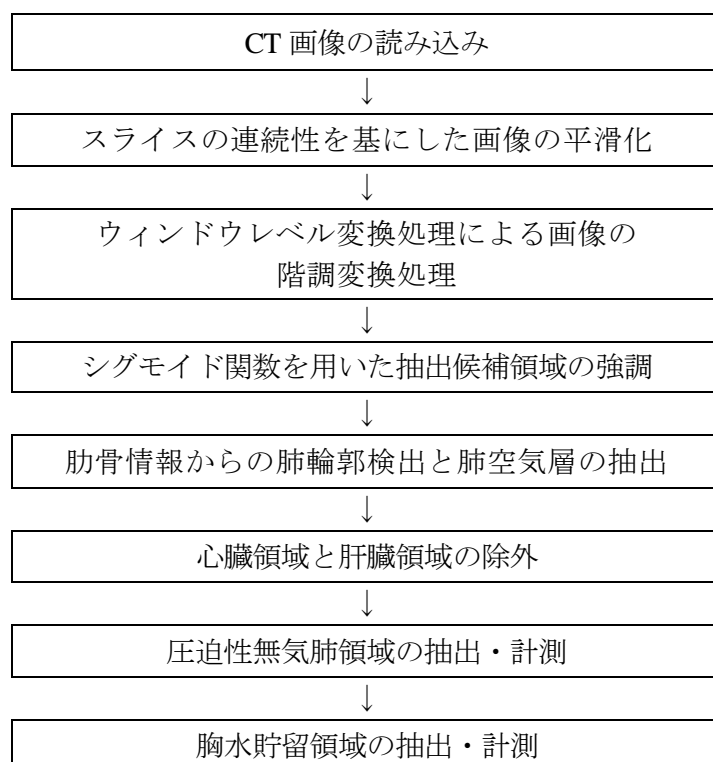 CT 画像の読み込み
↓
スライスの連続性を基にした画像の平滑化
↓
ウィンドウレベル変換処理による画像の
階調変換処理
↓
シグモイド関数を用いた抽出候補領域の強調
↓
肋骨情報からの肺輪郭検出と肺空気層の抽出
↓
心臓領域と肝臓領域の除外
↓
圧迫性無気肺領域の抽出・計測
↓
胸水貯留領域の抽出・計測